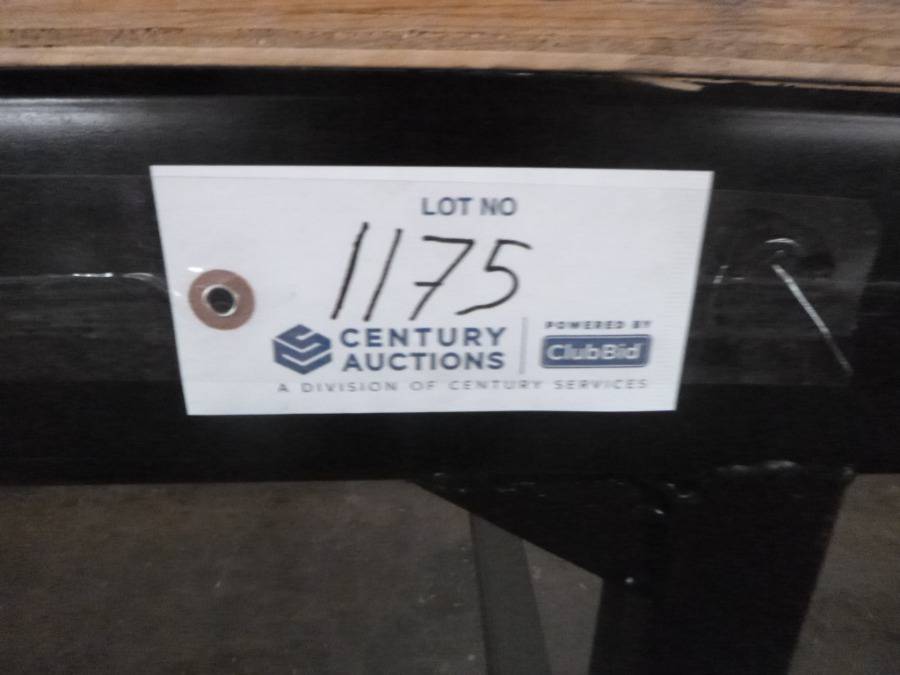 LOT NO
1175
CENTURY
AUCTIONS
POWERED BY
ClubBid
A DIVISION OF CENTURY SERVICES